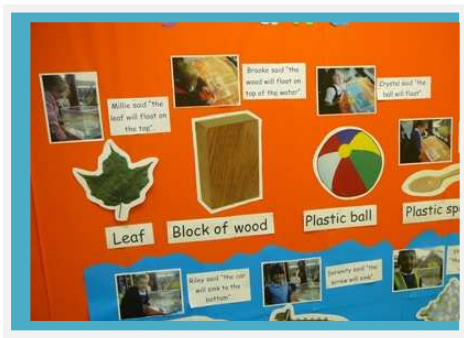 Millie said "the
leaf will float on
the top".
Brooke said "the
wood will float on
top of the water".
Crystal said "the
ball will float".
Leaf
Block of wood
Plastic ball
Plastic
Riley said "the car
will sink to the
bottom".
Serenity said "the
screw will sink".